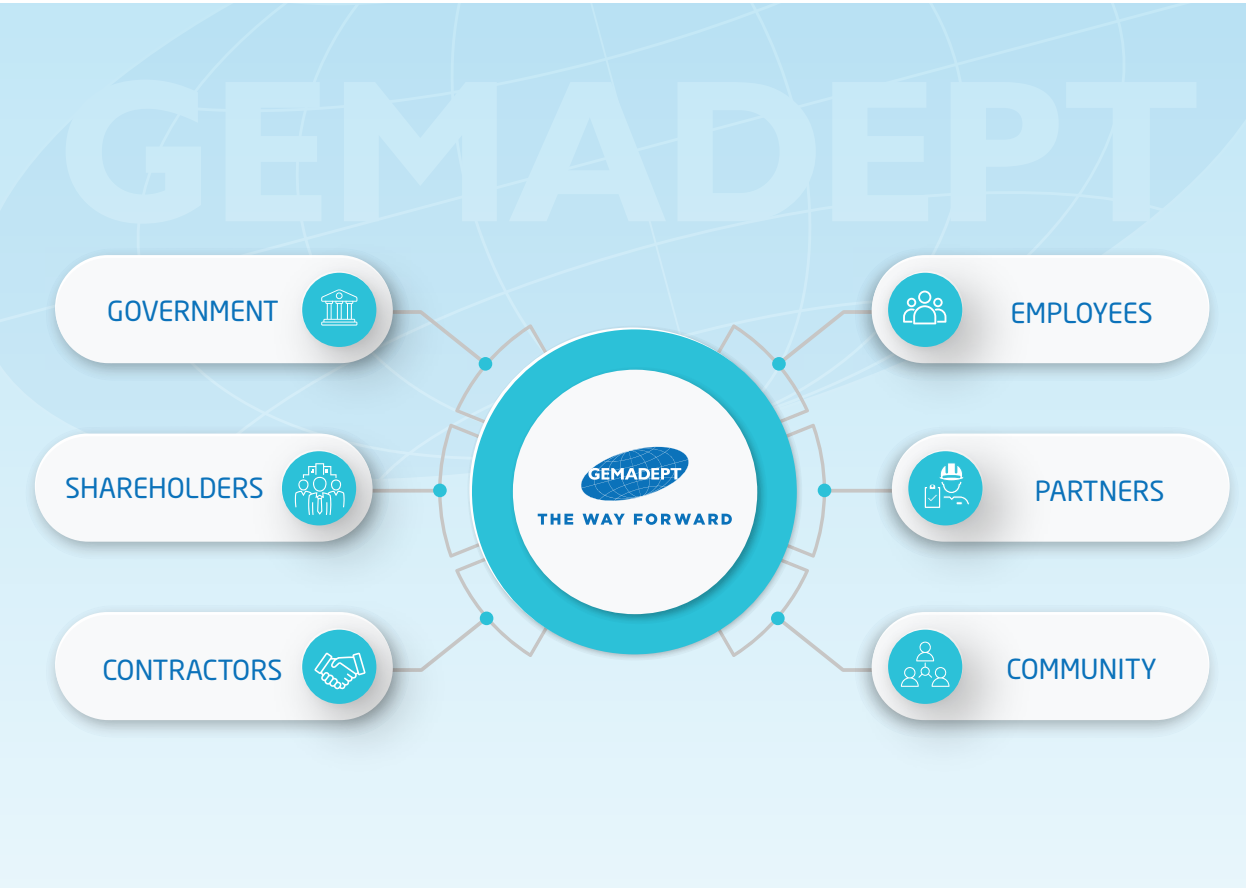 GEMADEPT
GOVERNMENT
EMPLOYEES
SHAREHOLDERS
GEMADEPT
THE WAY FORWARD
PARTNERS
CONTRACTORS
COMMUNITY